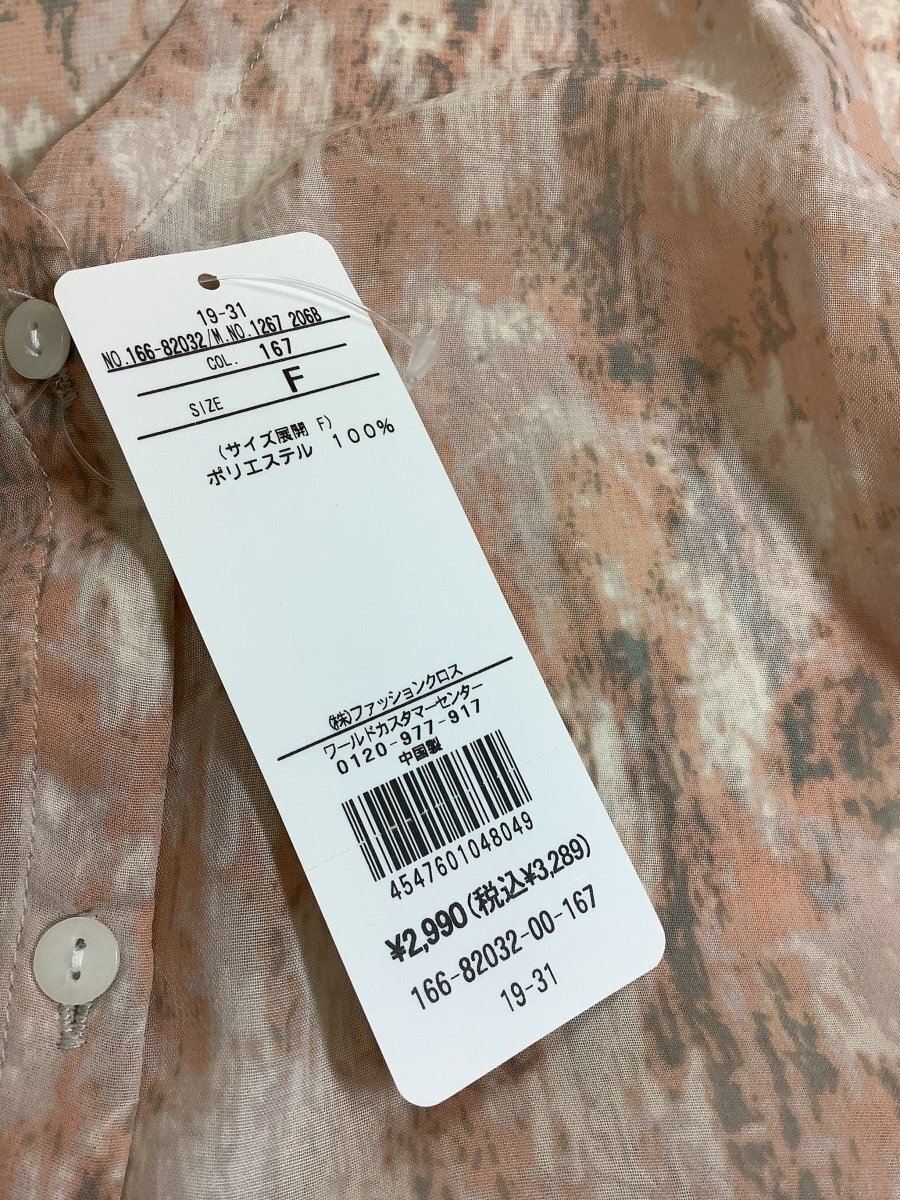 19-31
NO.166-82032/M.NO.1267 206B
COL. 167
SIZE F
(サイズ展開 F)
ポリエステル 100%
(株)ファッションクロス
ワールドカスタマーセンター
0120-977-917
中国製
4547601048049
¥2,990(税込¥3,289)
166-82032-00-167
19-31